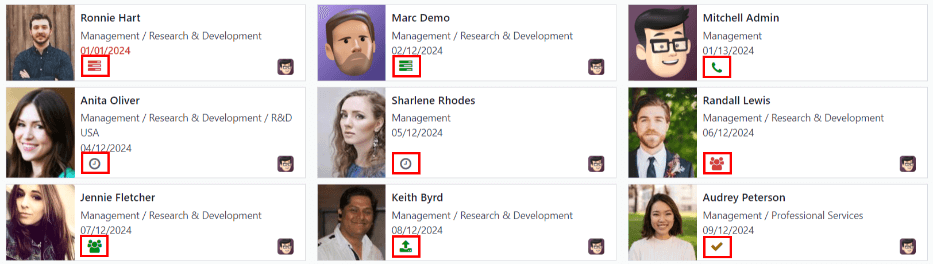 Ronnie Hart
Management / Research & Development
01/01/2024
Marc Demo
Management / Research & Development
02/12/2024
Mitchell Admin
Management
01/13/2024
Anita Oliver
Management / Research & Development / R&D
USA
04/12/2024
Sharlene Rhodes
Management
05/12/2024
Randall Lewis
Management / Research & Development
06/12/2024
Jennie Fletcher
Management / Research & Development
07/12/2024
Keith Byrd
Management / Research & Development
08/12/2024
Audrey Peterson
Management / Professional Services
09/12/2024